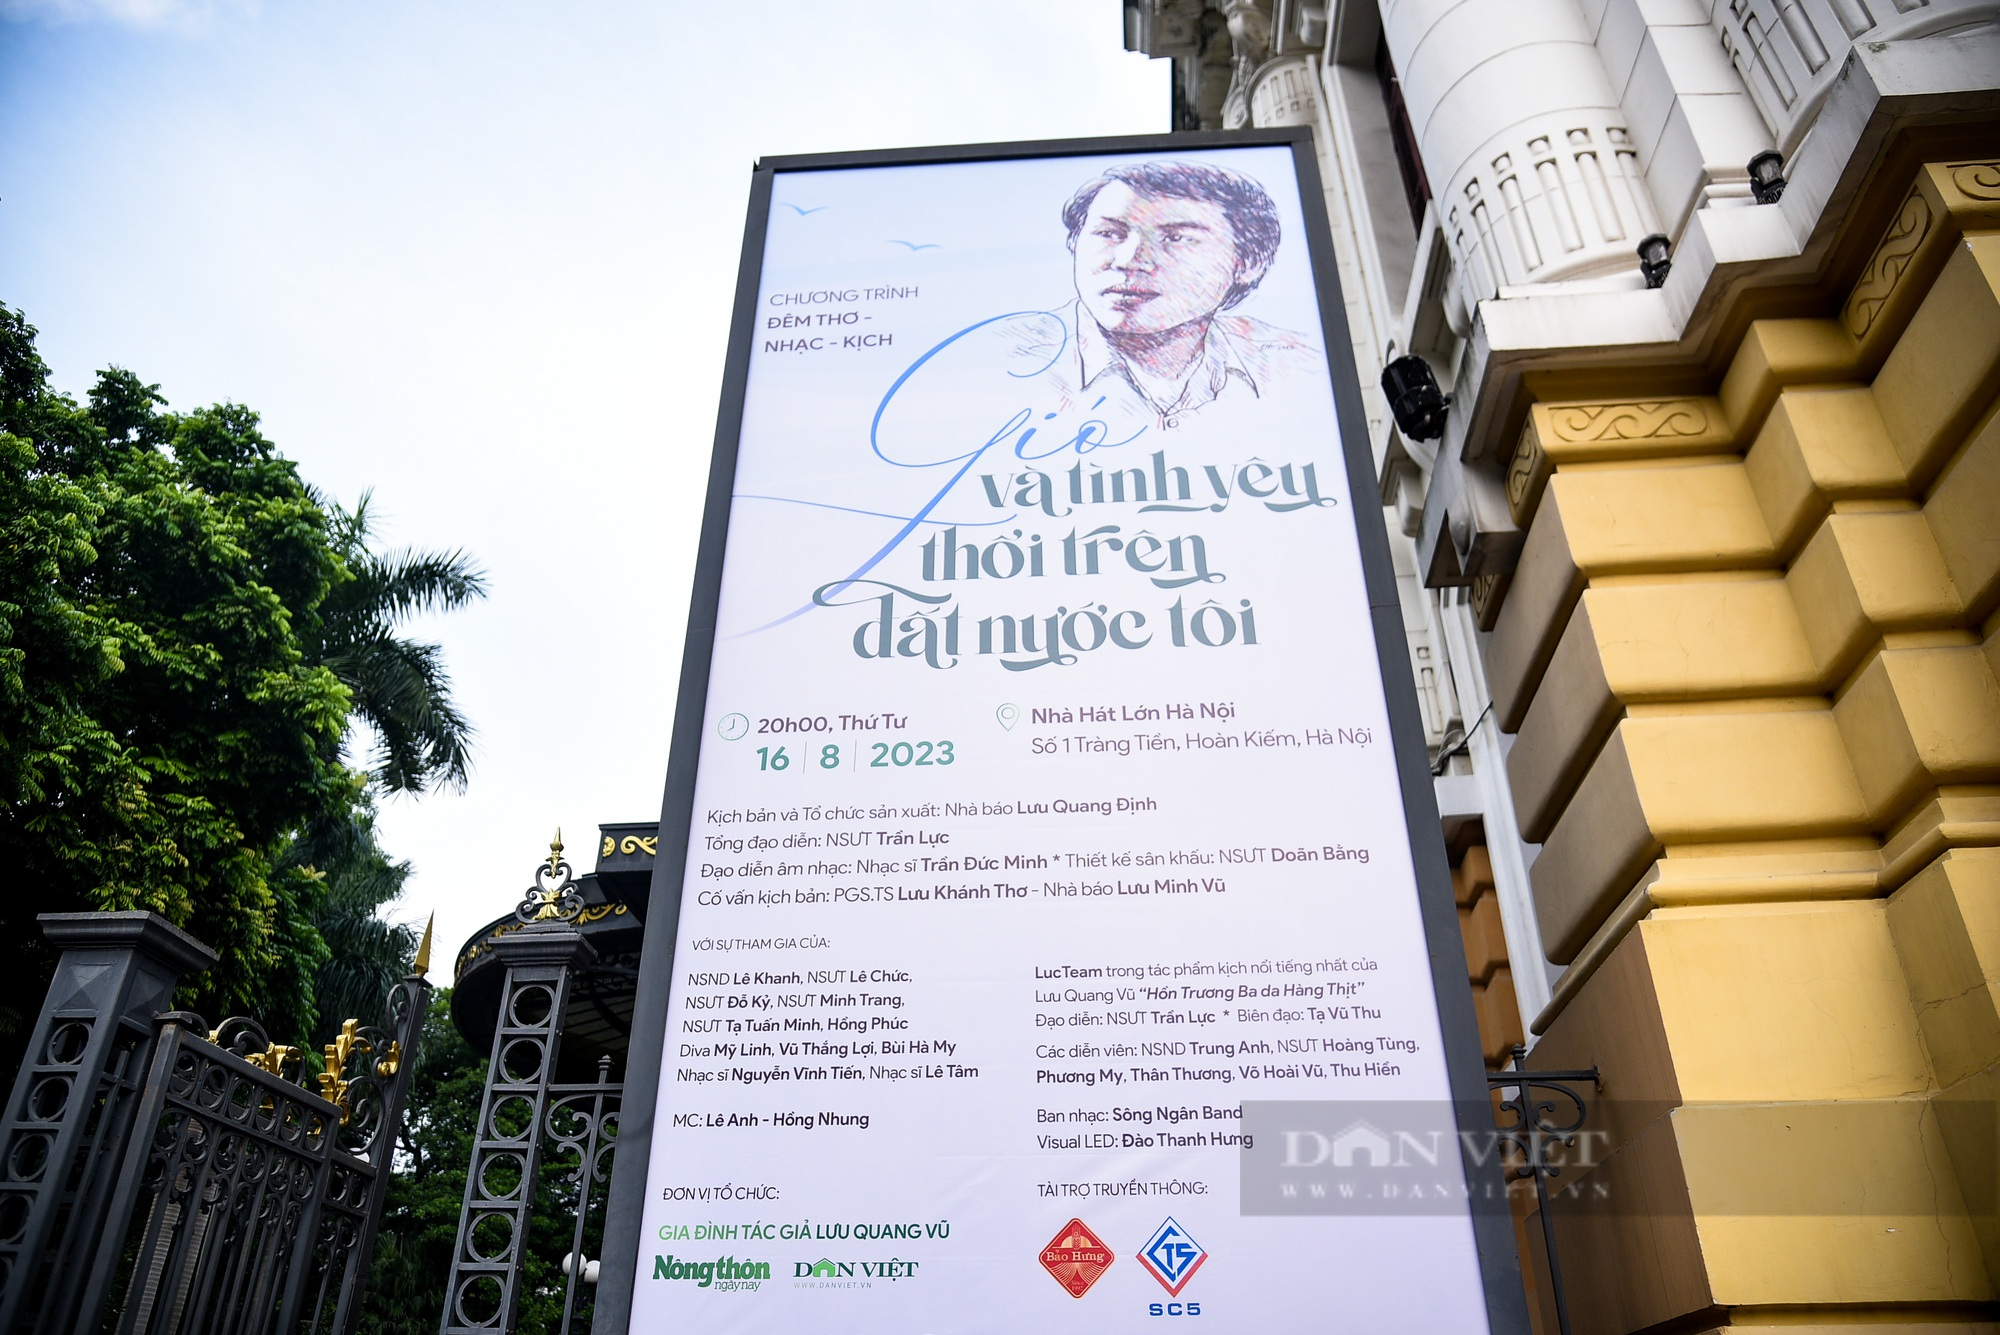 CHƯƠNG TRÌNH
ĐÊM THƠ -
NHẠC - KỊCH
Gió
và tình yêu
thổi trên
đất nước tôi
20h00, Thứ Tư
16 | 8 | 2023
Nhà Hát Lớn Hà Nội
Số 1 Tràng Tiền, Hoàn Kiếm, Hà Nội
Kịch bản và Tổ chức sản xuất: Nhà báo Lưu Quang Định
Tổng đạo diễn: NSƯT Trần Lực
Đạo diễn âm nhạc: Nhạc sĩ Trần Đức Minh * Thiết kế sân khấu: NSƯT Doãn Bằng
Cố vấn kịch bản: PGS.TS Lưu Khánh Thơ - Nhà báo Lưu Minh Vũ
VỚI SỰ THAM GIA CỦA:
NSND Lê Khanh, NSƯT Lê Chức,
NSƯT Đỗ Kỷ, NSƯT Minh Trang,
NSƯT Tạ Tuấn Minh, Hồng Phúc
Diva Mỹ Linh, Vũ Thắng Lợi, Bùi Hà My
Nhạc sĩ Nguyễn Vĩnh Tiến, Nhạc sĩ Lê Tâm
MC: Lê Anh - Hồng Nhung
LucTeam trong tác phẩm kịch nổi tiếng nhất của
Lưu Quang Vũ "Hồn Trương Ba da Hàng Thịt"
Đạo diễn: NSƯT Trần Lực * Biên đạo: Tạ Vũ Thu
Các diễn viên: NSND Trung Anh, NSƯT Hoàng Tùng,
Phương My, Thân Thương, Võ Hoài Vũ, Thu Hiền
Ban nhạc: Sông Ngân Band
Visual LED: Đào Thanh Hưng
ĐƠN VỊ TỔ CHỨC:
GIA ĐÌNH TÁC GIẢ LƯU QUANG VŨ
Nông thôn
ngày nay
DÂN VIỆT
WWW.DANVIET.VN
TÀI TRỢ TRUYỀN THÔNG:
Bảo Hưng
CTS
SC5
DÂN VIỆT
WWW.DANVIET.VN